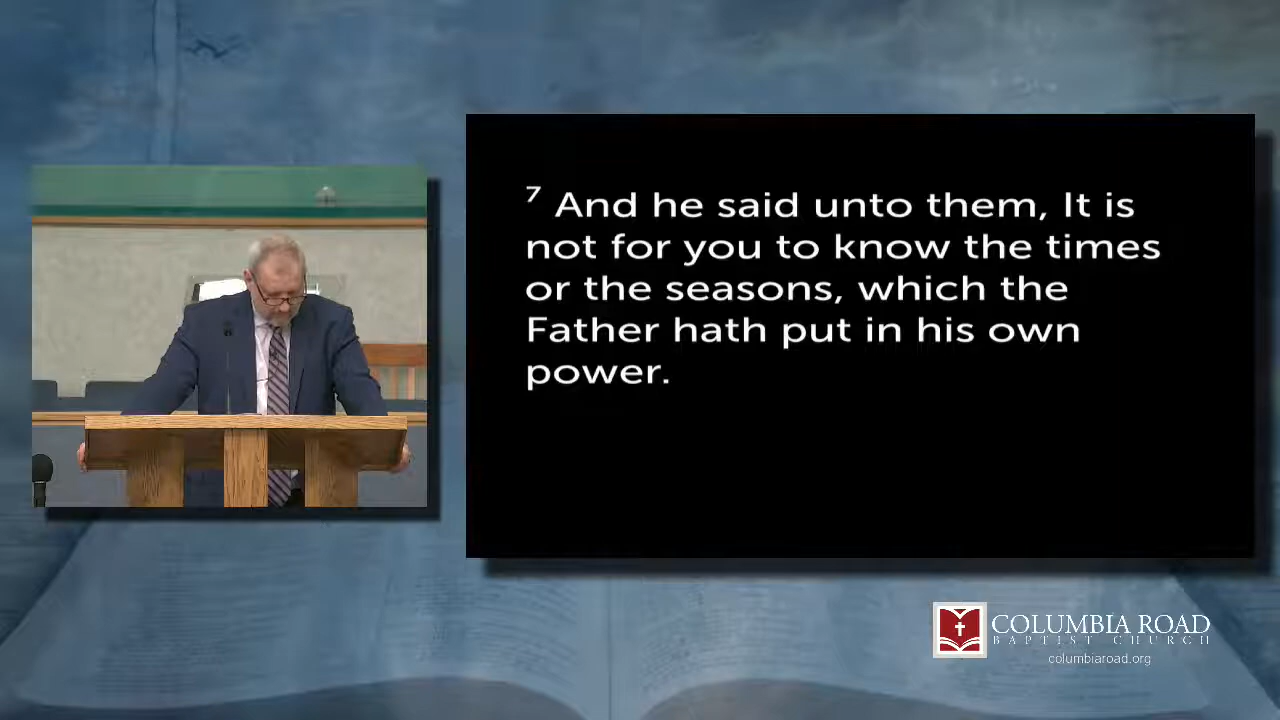 7 And he said unto them, It is
not for you to know the times
or the seasons, which the
Father hath put in his own
power.
COLUMBIA ROAD
BAPTIST CHURCH
columbiaroad.org